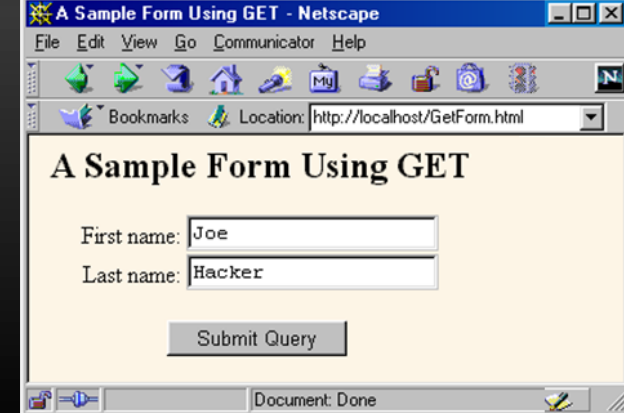 A Sample Form Using GET - Netscape
File Edit View Go Communicator Help
My N
Bookmarks Location: http://localhost/GetForm.html
A Sample Form Using GET
First name: Joe
Last name: Hacker
Submit Query
Document: Done